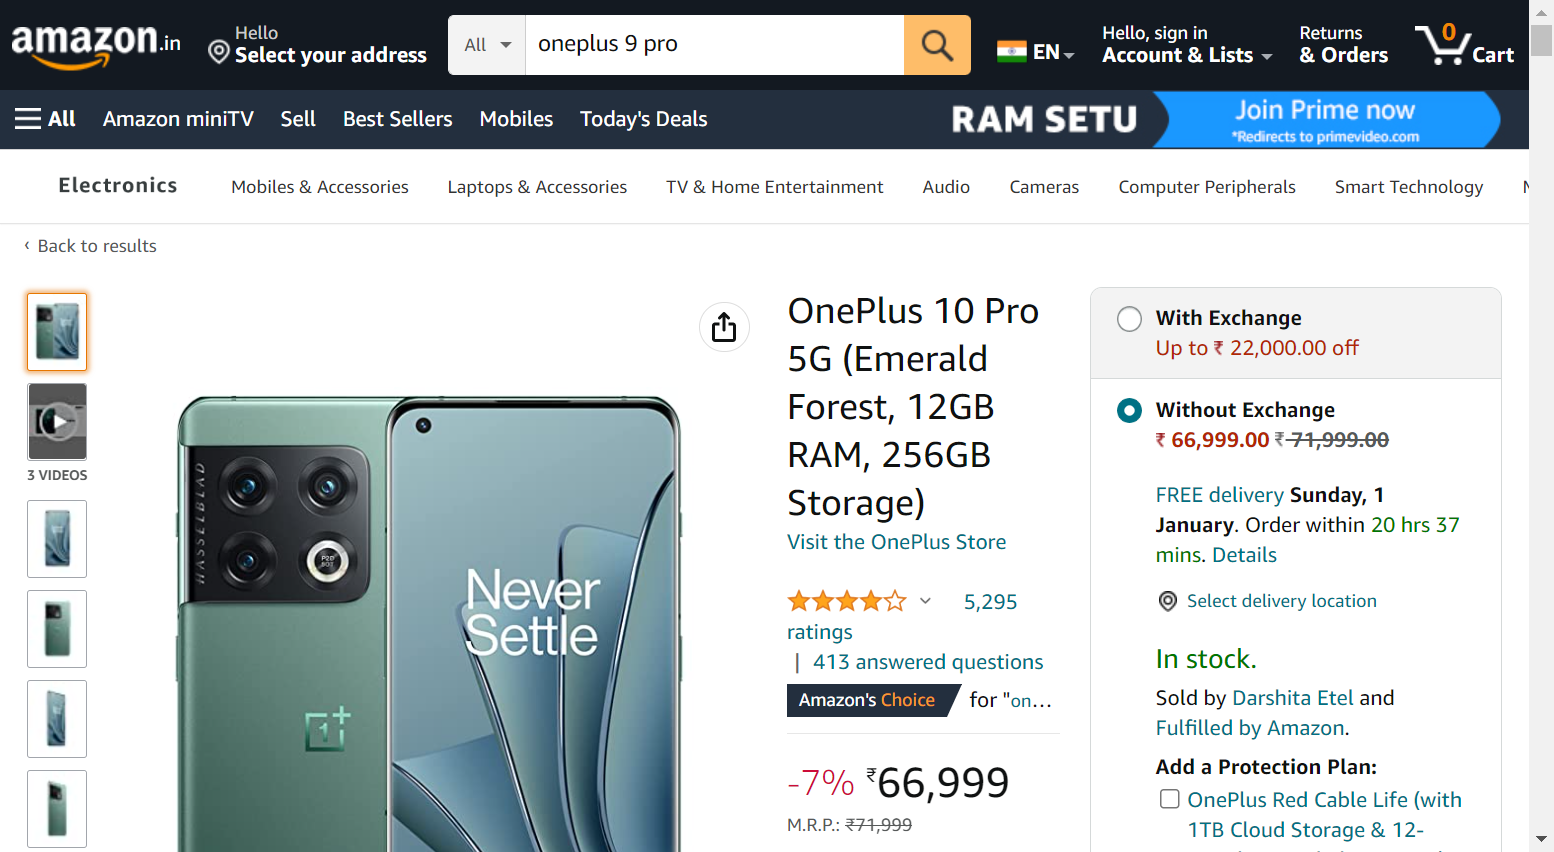 amazon.in
Hello
Select your address
All
oneplus 9 pro
EN
Hello, sign in
Account & Lists
Returns
& Orders
0
Cart
All
Amazon miniTV
Sell
Best Sellers
Mobiles
Today's Deals
RAM SETU
Join Prime now
*Redirects to primevideo.com
Electronics
Mobiles & Accessories
Laptops & Accessories
TV & Home Entertainment
Audio
Cameras
Computer Peripherals
Smart Technology
‹ Back to results
3 VIDEOS
HASSELBLAD
P2D
50T
Never
Settle
OnePlus 10 Pro
5G (Emerald
Forest, 12GB
RAM, 256GB
Storage)
Visit the OnePlus Store
5,295
ratings
| 413 answered questions
Amazon's Choice for "on...
-7% ₹66,999
M.R.P.: ₹71,999
With Exchange
Up to ₹ 22,000.00 off
Without Exchange
₹ 66,999.00 ₹ 71,999.00
FREE delivery Sunday, 1
January. Order within 20 hrs 37
mins. Details
Select delivery location
In stock.
Sold by Darshita Etel and
Fulfilled by Amazon.
Add a Protection Plan:
OnePlus Red Cable Life (with
1TB Cloud Storage & 12-